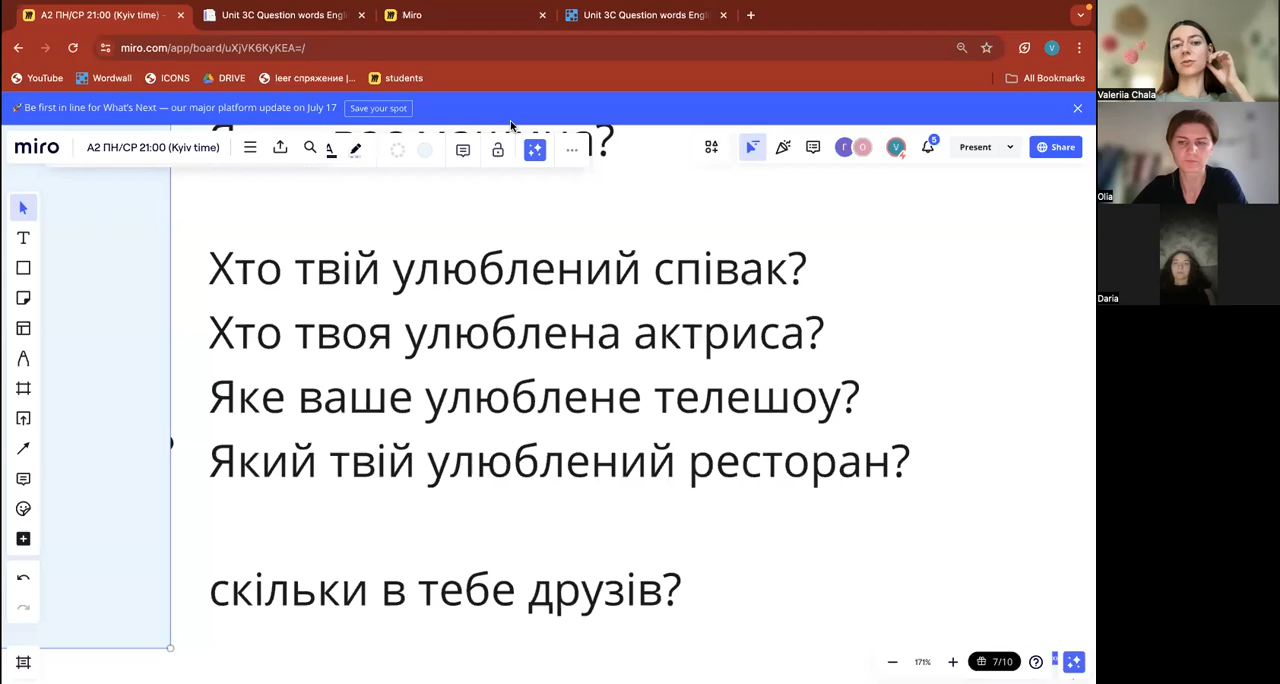 A2 ПН/СР 21:00 (Kyiv time) -
Unit 3C Question words Engl
Miro
Unit 3C Question words Engl
miro.com/app/board/uXjVK6KyKEA=/
YouTube
Wordwall
ICONS
DRIVE
leer спряжение |...
students
All Bookmarks
🚀 Be first in line for What's Next — our major platform update on July 17
Save your spot
miro
A2 ПН/СР 21:00 (Kyiv time)
5
Present
Share
Хто твій улюблений співак?
Хто твоя улюблена актриса?
Яке ваше улюблене телешоу?
Який твій улюблений ресторан?
скільки в тебе друзів?
171%
7/10
Valeriia Chala
Olia
Daria